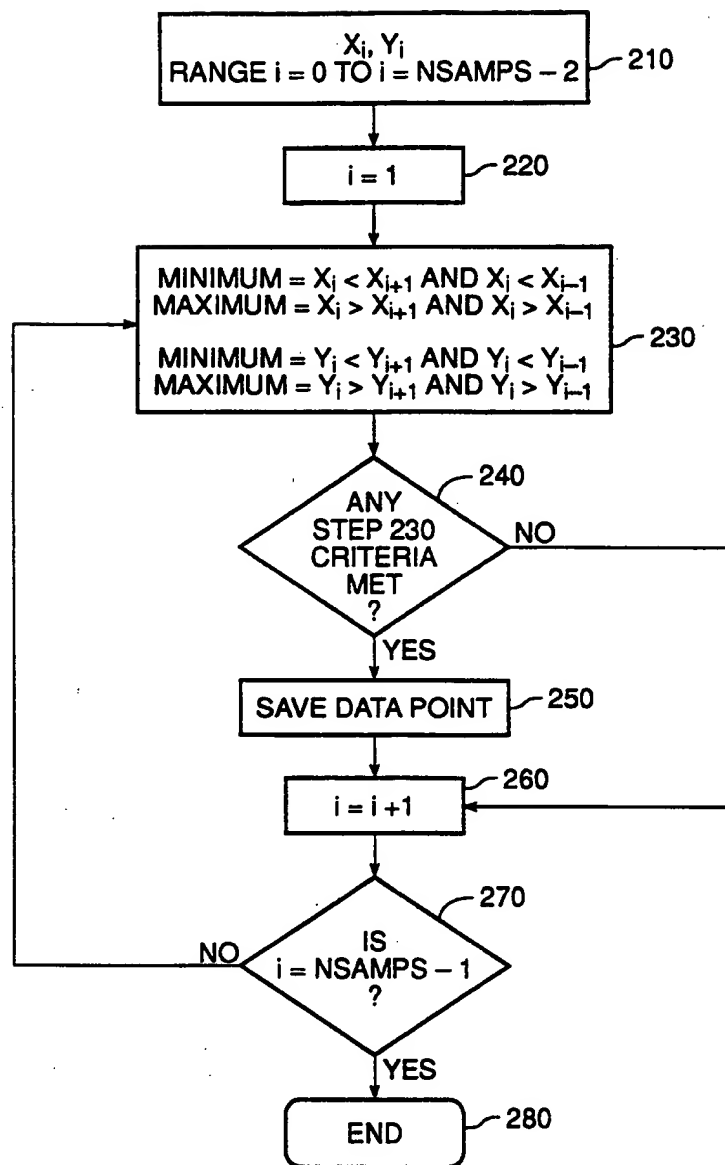 Xi, Yi
RANGE i = 0 TO i = NSAMPS – 2
210
i = 1
220
MINIMUM = Xi < Xi+1 AND Xi < Xi–1
MAXIMUM = Xi > Xi+1 AND Xi > Xi–1
MINIMUM = Yi < Yi+1 AND Yi < Yi–1
MAXIMUM = Yi > Yi+1 AND Yi > Yi–1
230
240
ANY
STEP 230
CRITERIA
MET
?
NO
YES
SAVE DATA POINT
250
260
i = i +1
270
IS
i = NSAMPS – 1
?
NO
YES
END
280